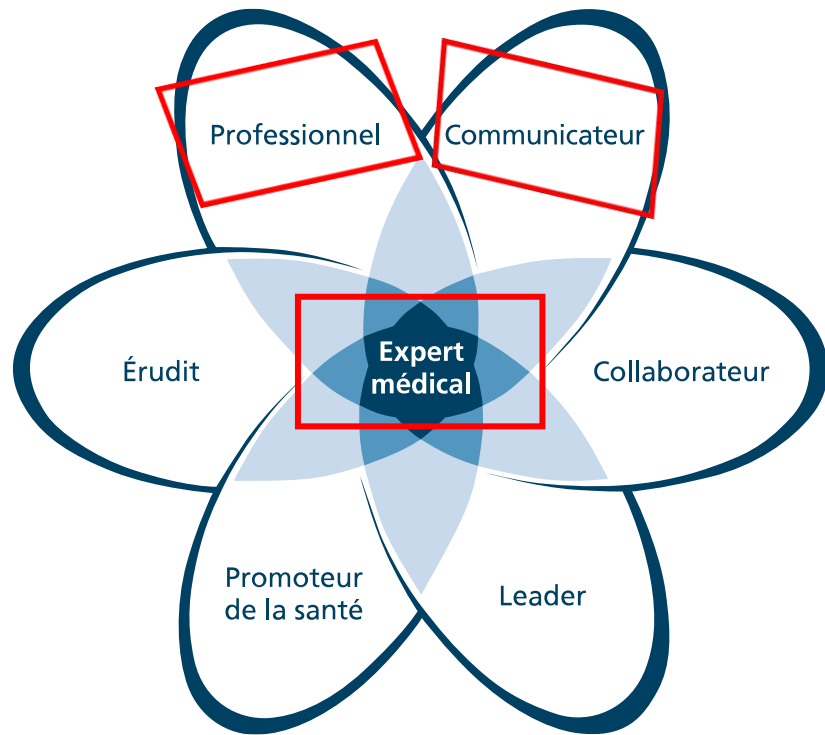 Professionnel
Communicateur
Érudit
Expert
médical
Collaborateur
Promoteur
de la santé
Leader